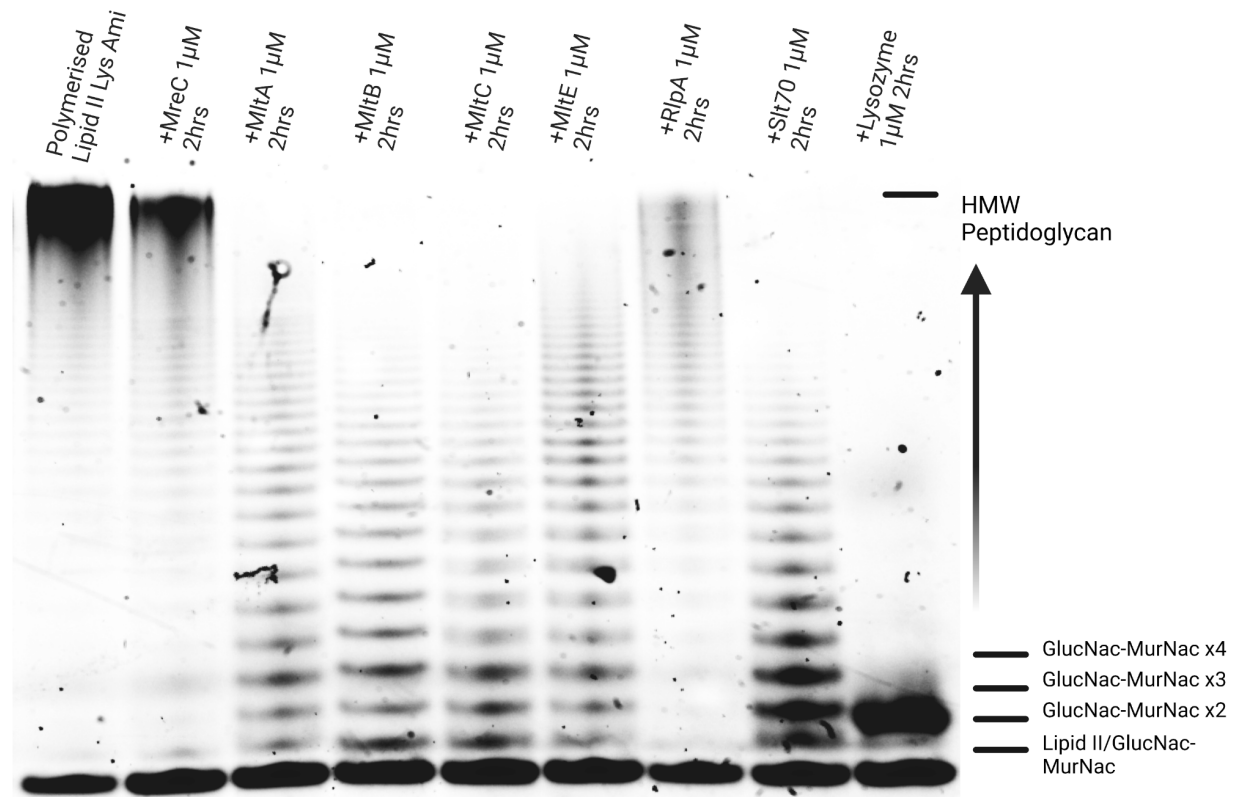 Polymerised
Lipid II Lys Ami
+MreC 1μM
2hrs
+MltA 1μM
2hrs
+MltB 1μM
2hrs
+MltC 1μM
2hrs
+MltE 1μM
2hrs
+RlpA 1μM
2hrs
+Slt70 1μM
2hrs
+Lysozyme
1μM 2hrs
HMW
Peptidoglycan
GlucNac-MurNac x4
GlucNac-MurNac x3
GlucNac-MurNac x2
Lipid II/GlucNac-
MurNac